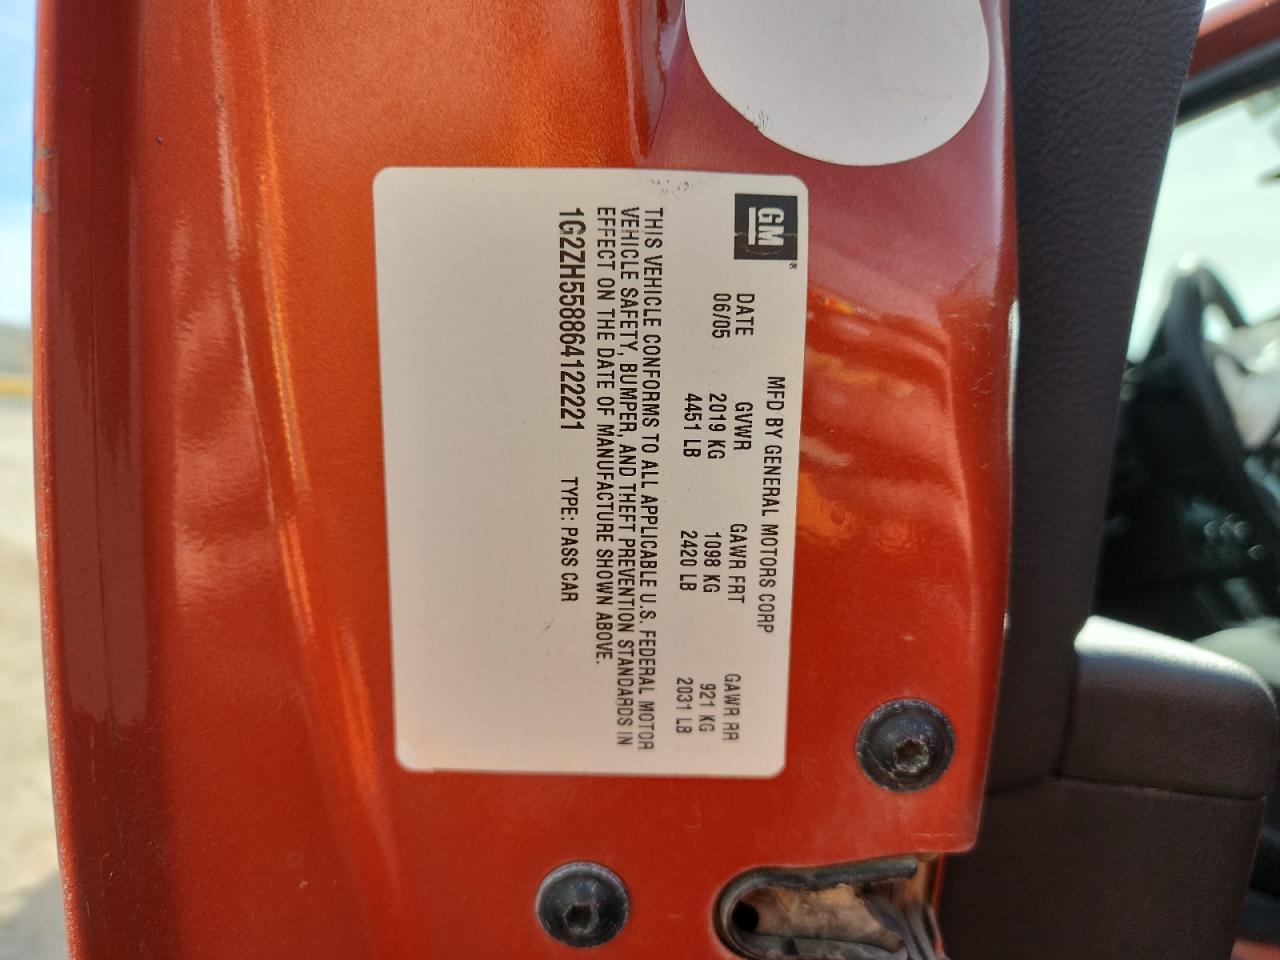 GM®
MFD BY GENERAL MOTORS CORP
DATE GVWR GAWR FRT GAWR RR
06/05 2019 KG 1098 KG 921 KG
4451 LB 2420 LB 2031 LB
THIS VEHICLE CONFORMS TO ALL APPLICABLE U.S. FEDERAL MOTOR
VEHICLE SAFETY, BUMPER, AND THEFT PREVENTION STANDARDS IN
EFFECT ON THE DATE OF MANUFACTURE SHOWN ABOVE.
1G2ZH558864122221 TYPE: PASS CAR